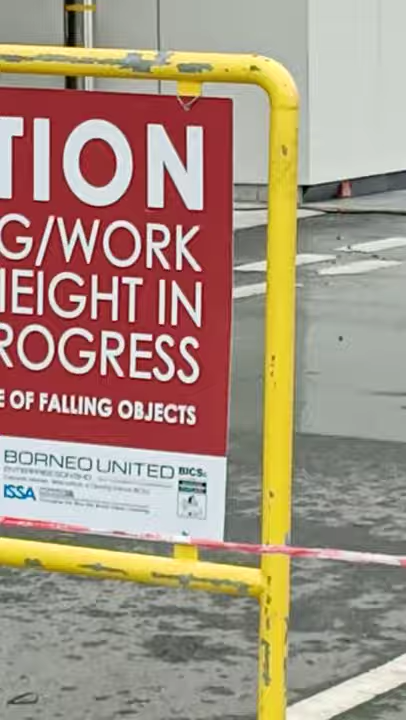 TION
G/WORK
HEIGHT IN
ROGRESS
E OF FALLING OBJECTS
BORNEO UNITED
BICSc
ISSA